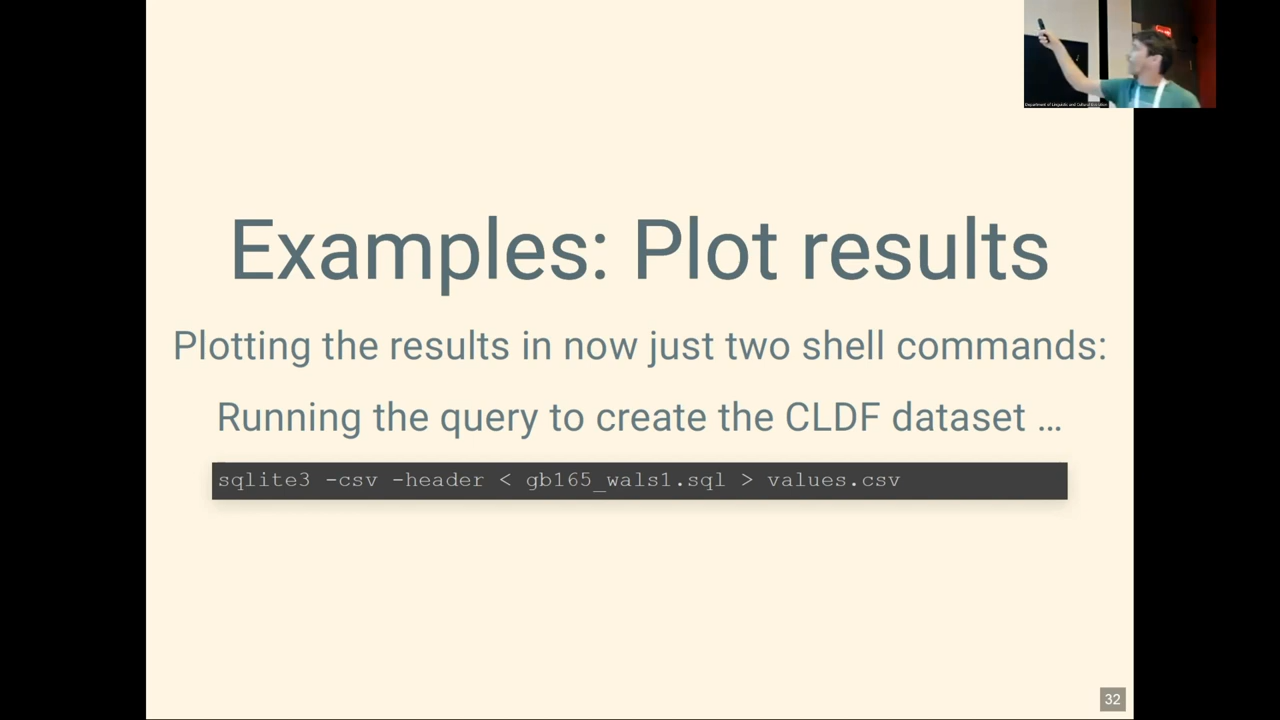 Examples: Plot results
Plotting the results in now just two shell commands:
Running the query to create the CLDF dataset …
sqlite3 -csv -header < gb165_wals1.sql > values.csv
32